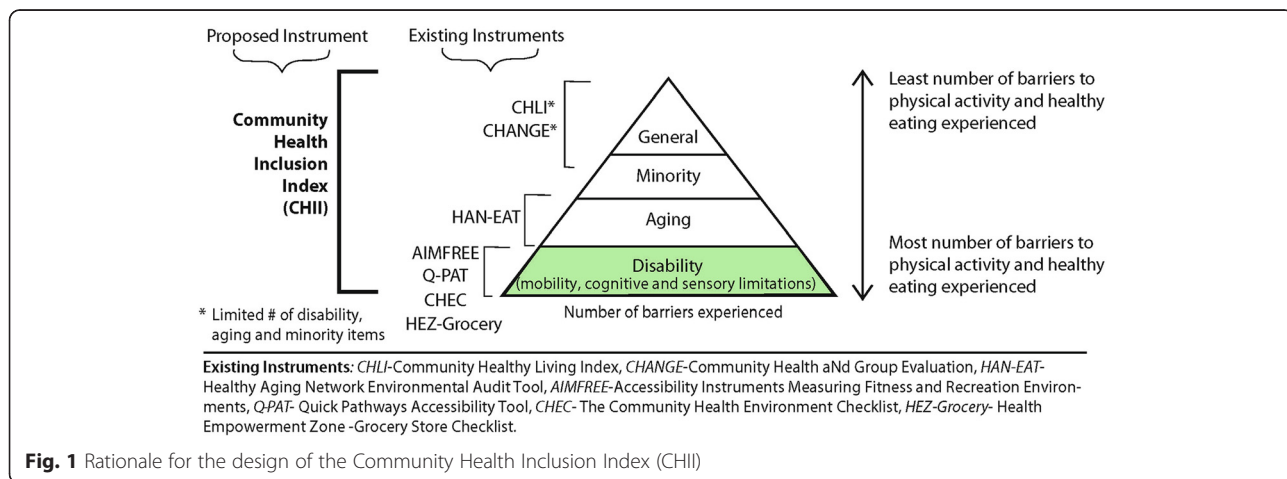 Proposed Instrument
Existing Instruments
Community
Health
Inclusion
Index
(CHII)
CHLI*
CHANGE*
HAN-EAT
AIMFREE
Q-PAT
CHEC
HEZ-Grocery
General
Minority
Aging
Disability
(mobility, cognitive and sensory limitations)
Number of barriers experienced
Least number of barriers to
physical activity and healthy
eating experienced
Most number of barriers to
physical activity and healthy
eating experienced
* Limited # of disability,
aging and minority items
Existing Instruments: CHLI-Community Healthy Living Index, CHANGE-Community Health aNd Group Evaluation, HAN-EAT-
Healthy Aging Network Environmental Audit Tool, AIMFREE-Accessibility Instruments Measuring Fitness and Recreation Environ-
ments, Q-PAT- Quick Pathways Accessibility Tool, CHEC- The Community Health Environment Checklist, HEZ-Grocery- Health
Empowerment Zone -Grocery Store Checklist.
Fig. 1 Rationale for the design of the Community Health Inclusion Index (CHII)